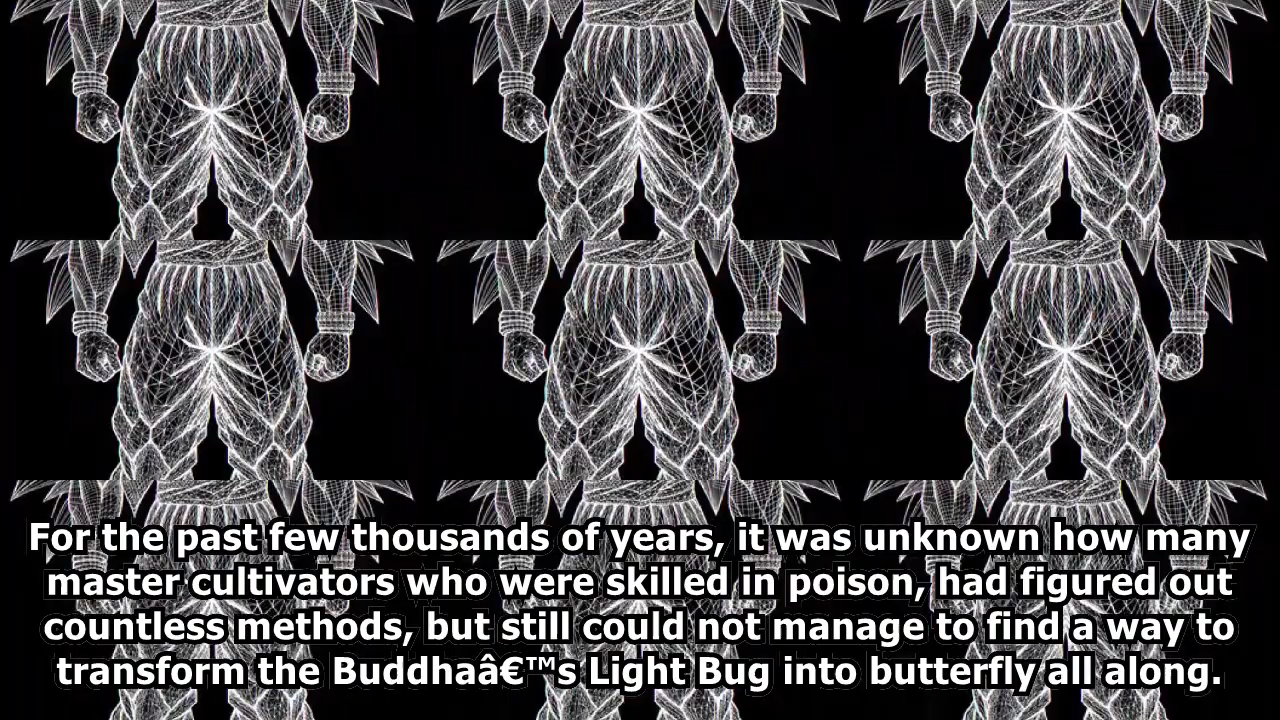 For the past few thousands of years, it was unknown how many
master cultivators who were skilled in poison, had figured out
countless methods, but still could not manage to find a way to
transform the Buddhaâ€™s Light Bug into butterfly all along.